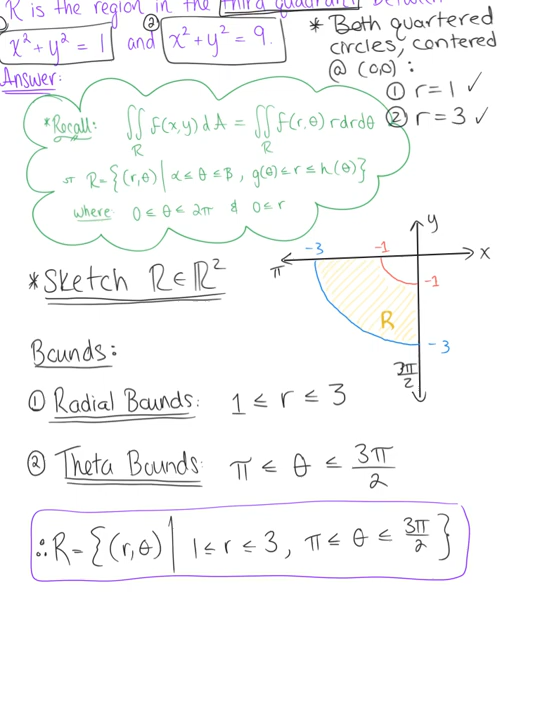 R is the region in the third quadrant between
①
x² + y² = 1 and ② x² + y² = 9.
Answer:
* Both quartered
circles, contered
@ (0,0) :
① r = 1 ✓
② r = 3 ✓
*Recall: ∬_R f(x,y) dA = ∬_R f(r,θ) r dr dθ
R = {(r,θ) | α ≤ θ ≤ β, g(θ) ≤ r ≤ h(θ)}
where 0 ≤ θ ≤ 2π & 0 ≤ r
*Sketch R∈ℝ²
y
-3 -1
π x
-1
R
-3
3π/2
Bounds:
① Radial Bounds: 1 ≤ r ≤ 3
② Theta Bounds: π ≤ θ ≤ 3π/2
∴ R = {(r,θ) | 1 ≤ r ≤ 3, π ≤ θ ≤ 3π/2}